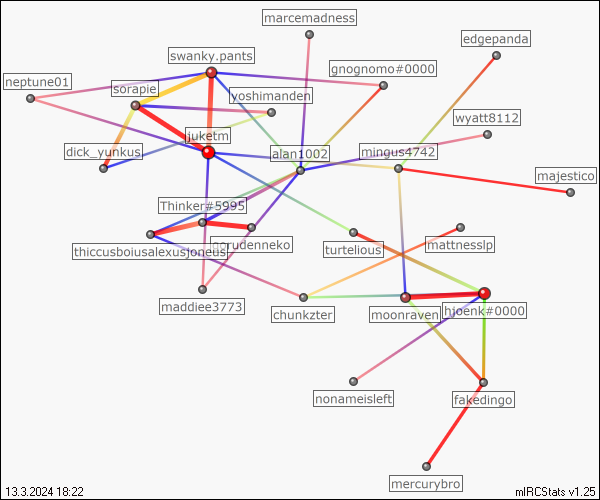 marcemadness
edgepanda
swanky.pants
gnognomo#0000
neptune01
sorapie
yoshimanden
wyatt8112
juketm
dick_yunkus
alan1002
mingus4742
majestico
Thinker#5995
thiccusboiusalexusjoneus
turtelious
mattnesslp
maddiee3773
chunkzter
moonraven
hjoenk#0000
nonameisleft
fakedingo
mercurybro
13.3.2024 18:22
mIRCStats v1.25